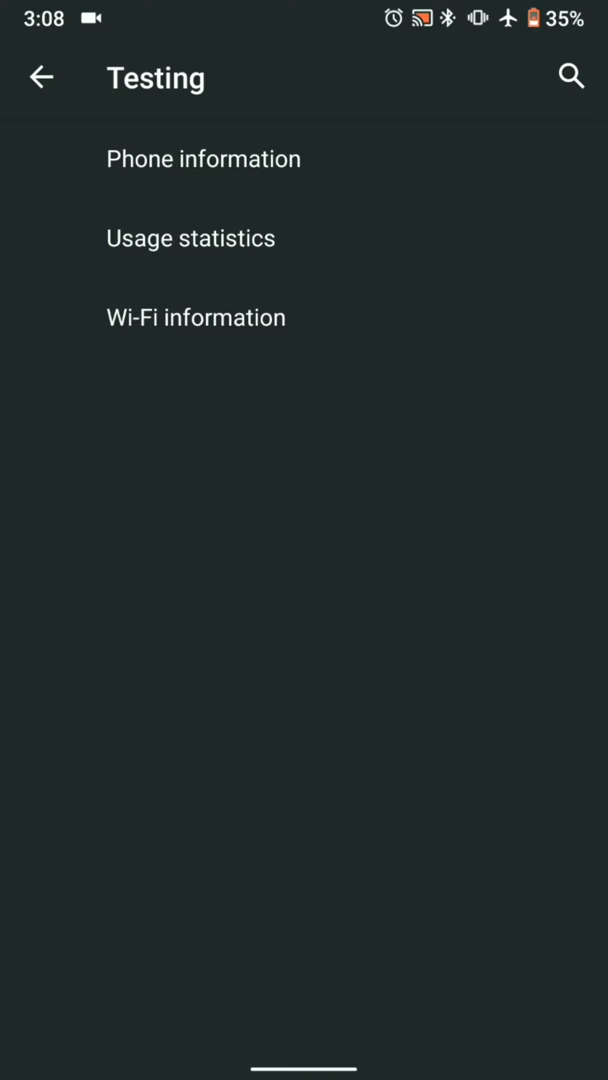 3:08 35%
Testing
Phone information
Usage statistics
Wi-Fi information